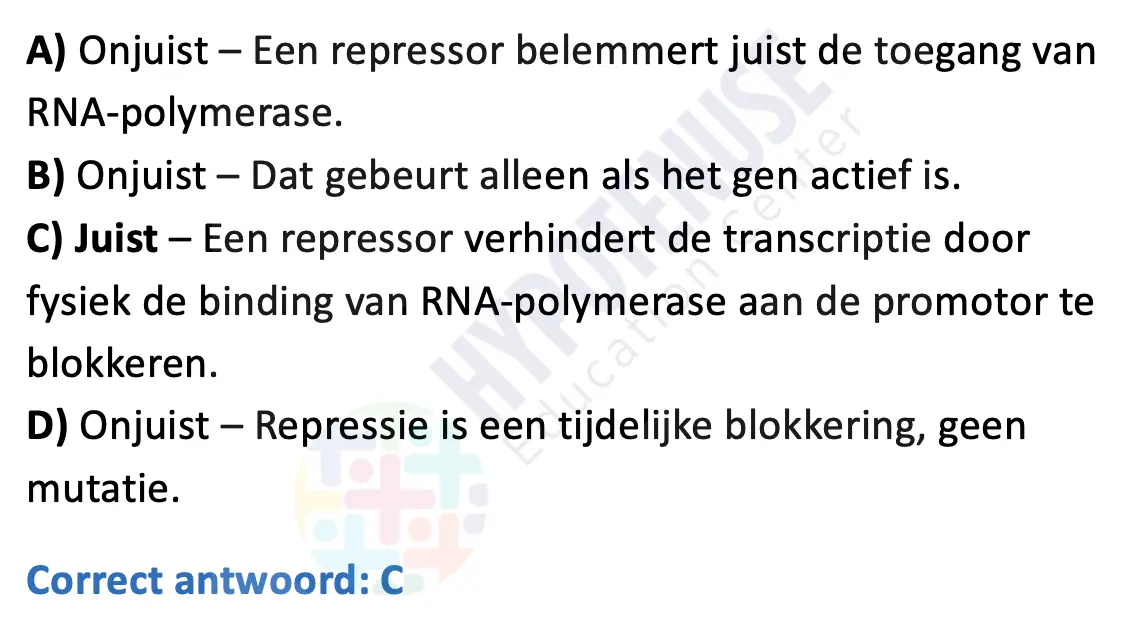 A) Onjuist – Een repressor belemmert juist de toegang van
RNA-polymerase.
B) Onjuist – Dat gebeurt alleen als het gen actief is.
C) Juist – Een repressor verhindert de transcriptie door
fysiek de binding van RNA-polymerase aan de promotor te
blokkeren.
D) Onjuist – Repressie is een tijdelijke blokkering, geen
mutatie.
Correct antwoord: C
HYPOTENUSE
Education Center